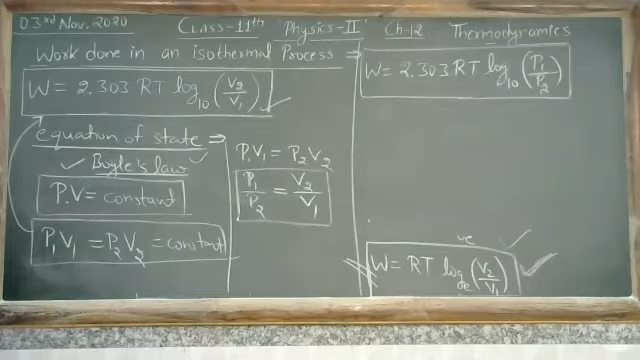 03rd Nov. 2020 Class-11th "Physics-II" Ch-12 Thermodynamics
Work done in an isothermal Process ⇒
W = 2.303 RT log10 (V2/V1) ✓
equation of state ⇒
✓ Boyle's law ✓
P.V = constant
P1V1 = P2V2 = constant
P1V1 = P2V2
P1/P2 = V2/V1
W = 2.303 RT log10 (P1/P2)
ve
W = RT loge (V2/V1) ✓